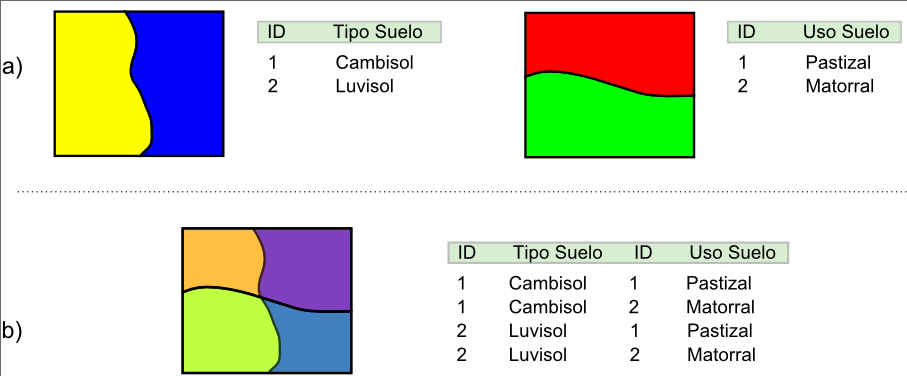 a)
ID Tipo Suelo
1 Cambisol
2 Luvisol
ID Uso Suelo
1 Pastizal
2 Matorral
b)
ID Tipo Suelo ID Uso Suelo
1 Cambisol 1 Pastizal
1 Cambisol 2 Matorral
2 Luvisol 1 Pastizal
2 Luvisol 2 Matorral